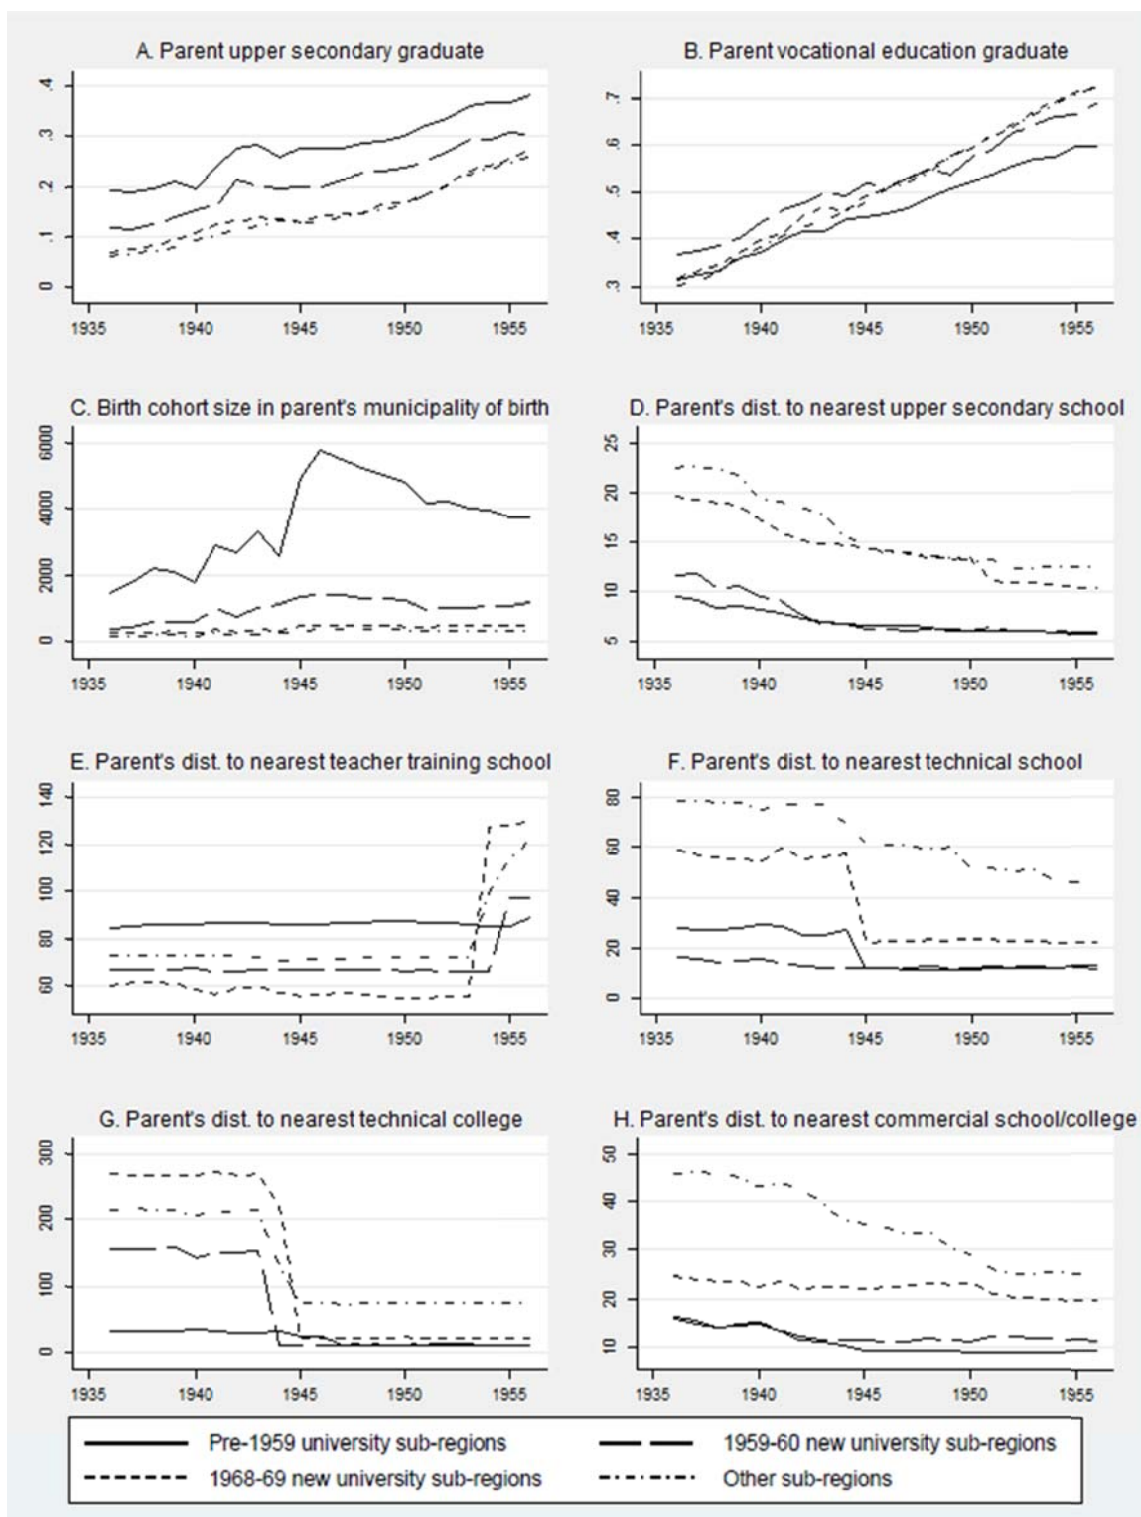 A. Parent upper secondary graduate
.4
.3
.2
.1
0
1935 1940 1945 1950 1955
B. Parent vocational education graduate
.7
.6
.5
.4
.3
1935 1940 1945 1950 1955
C. Birth cohort size in parent's municipality of birth
6000
4000
2000
0
1935 1940 1945 1950 1955
D. Parent's dist. to nearest upper secondary school
25
20
15
10
5
1935 1940 1945 1950 1955
E. Parent's dist. to nearest teacher training school
140
120
100
80
60
1935 1940 1945 1950 1955
F. Parent's dist. to nearest technical school
80
60
40
20
0
1935 1940 1945 1950 1955
G. Parent's dist. to nearest technical college
300
200
100
0
1935 1940 1945 1950 1955
H. Parent's dist. to nearest commercial school/college
50
40
30
20
10
1935 1940 1945 1950 1955
Pre-1959 university sub-regions
1959-60 new university sub-regions
1968-69 new university sub-regions
Other sub-regions